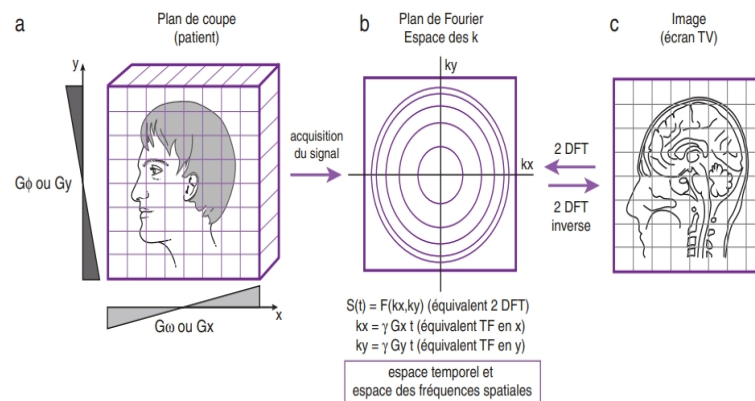 a
Plan de coupe
(patient)
y
Gϕ ou Gy
x
Gω ou Gx
acquisition
du signal
b
Plan de Fourier
Espace des k
ky
kx
S(t) = F(kx,ky) (équivalent 2 DFT)
kx = γ Gx t (équivalent TF en x)
ky = γ Gy t (équivalent TF en y)
espace temporel et
espace des fréquences spatiales
2 DFT
2 DFT
inverse
c
Image
(écran TV)